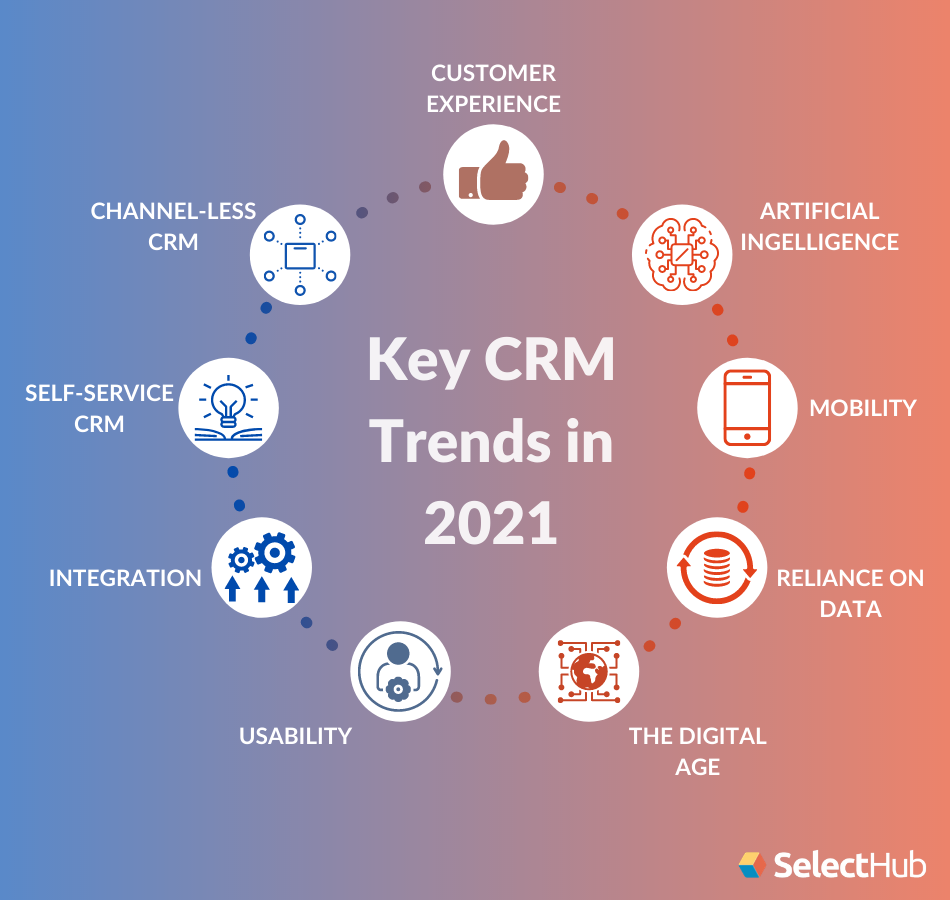 CUSTOMER
EXPERIENCE
CHANNEL-LESS
CRM
ARTIFICIAL
INGELLIGENCE
Key CRM
Trends in
2021
SELF-SERVICE
CRM
MOBILITY
INTEGRATION
RELIANCE ON
DATA
USABILITY
THE DIGITAL
AGE
SelectHub